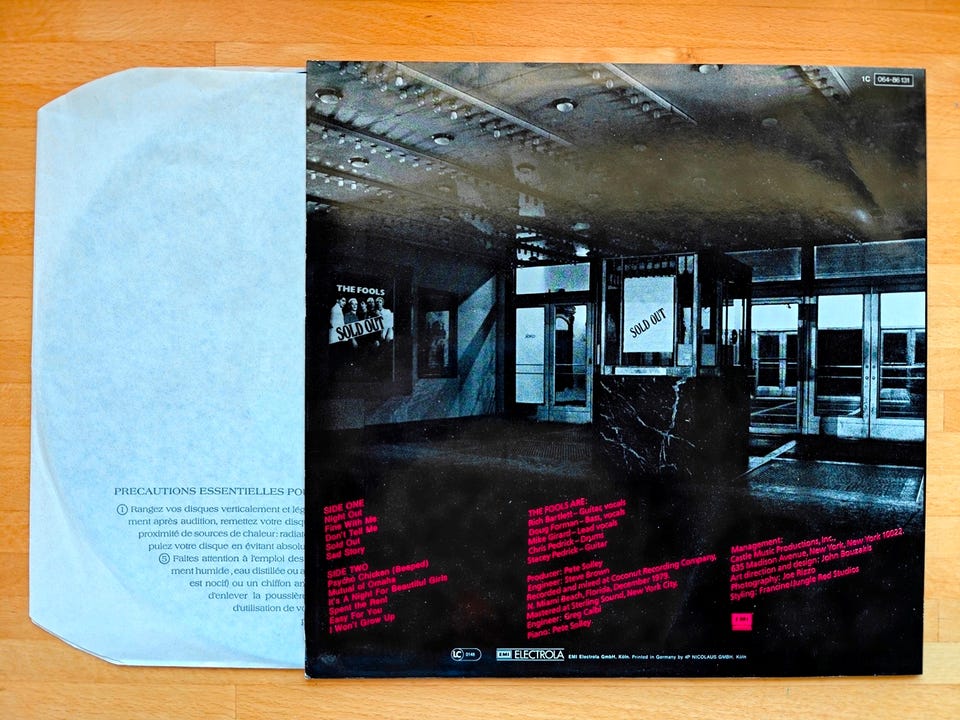 1C 064-86 131
THE FOOLS
SOLD OUT
SOLD OUT
PRECAUTIONS ESSENTIELLES POU
① Rangez vos disques verticalement et lég
ment après audition, remettez votre disq
proximité de sources de chaleur: radiat
puiez votre disque en évitant absolu
⑤ Faites attention à l'emploi des
ment humide, eau distillée ou a
est nocif) ou un chiffon an
d'enlever la poussière
d'utilisation de vo
SIDE ONE
Night Out
Fine With Me
Don't Tell Me
Sold Out
Sad Story
SIDE TWO
Psycho Chicken (Beeped)
Mutual of Omaha
It's A Night For Beautiful Girls
Spent the Rent
Easy For You
I Won't Grow Up
THE FOOLS ARE:
Rich Bartlett – Guitar, vocals
Doug Forman – Bass, vocals
Mike Girard – Lead vocals
Chris Pedrick – Drums
Stacey Pedrick – Guitar
Producer: Pete Solley
Engineer: Steve Brown
Recorded and mixed at Coconut Recording Company,
N. Miami Beach, Florida, December 1979.
Mastered at Sterling Sound, New York City.
Engineer: Greg Calbi
Piano: Pete Solley
Management:
Castle Music Productions, Inc.,
635 Madison Avenue, New York, New York 10022.
Art direction and design: John Bouzakis
Photography: Joe Rizzo
Styling: Francine/Jungle Red Studios
EMI
LC 0148
EMI ELECTROLA
EMI Electrola GmbH, Köln. Printed in Germany by 4P NICOLAUS GMBH, Köln